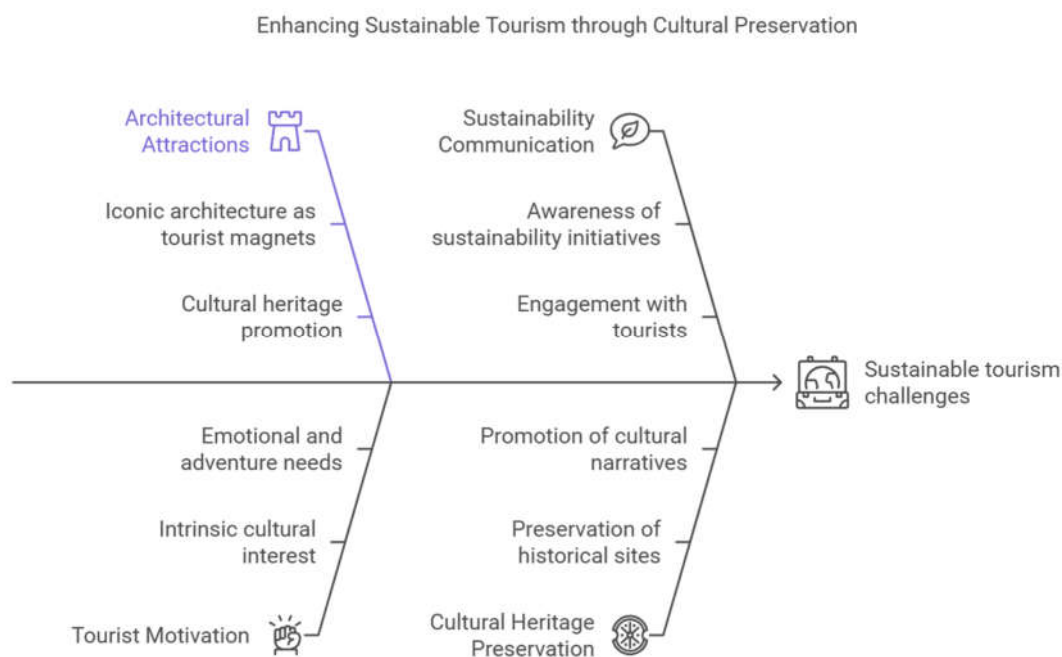 Enhancing Sustainable Tourism through Cultural Preservation
Architectural
Attractions
Iconic architecture as
tourist magnets
Cultural heritage
promotion
Sustainability
Communication
Awareness of
sustainability initiatives
Engagement with
tourists
Sustainable tourism
challenges
Emotional and
adventure needs
Intrinsic cultural
interest
Tourist Motivation
Promotion of cultural
narratives
Preservation of
historical sites
Cultural Heritage
Preservation